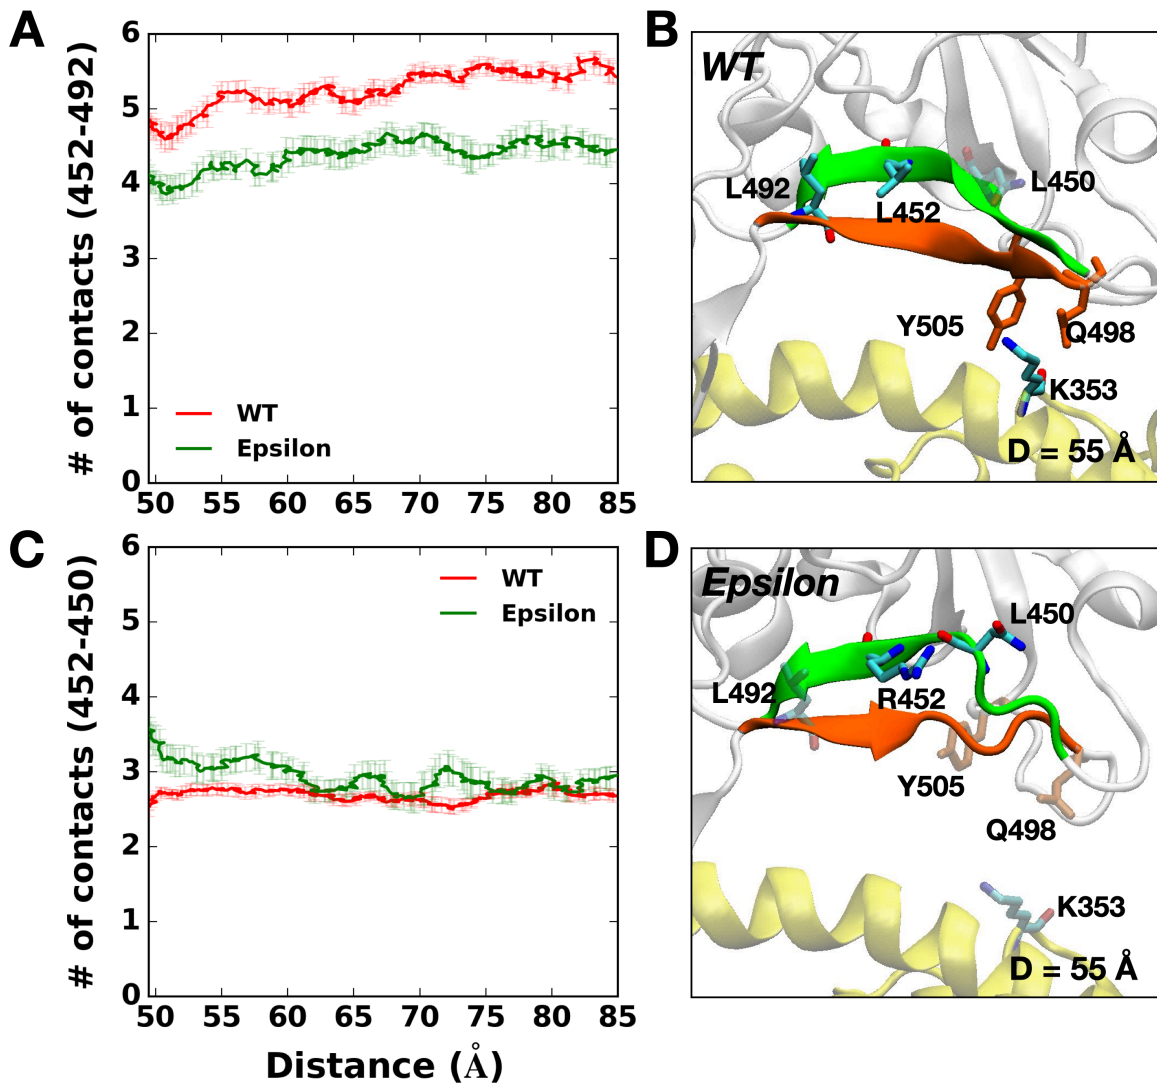 A
# of contacts (452-492)
6
5
4
3
2
1
0
WT
Epsilon
50 55 60 65 70 75 80 85
B
WT
L492
L452
L450
Y505
Q498
K353
D = 55 Å
C
# of contacts (452-450)
6
5
4
3
2
1
0
WT
Epsilon
50 55 60 65 70 75 80 85
Distance (Å)
D
Epsilon
L450
L492
R452
Y505
Q498
K353
D = 55 Å